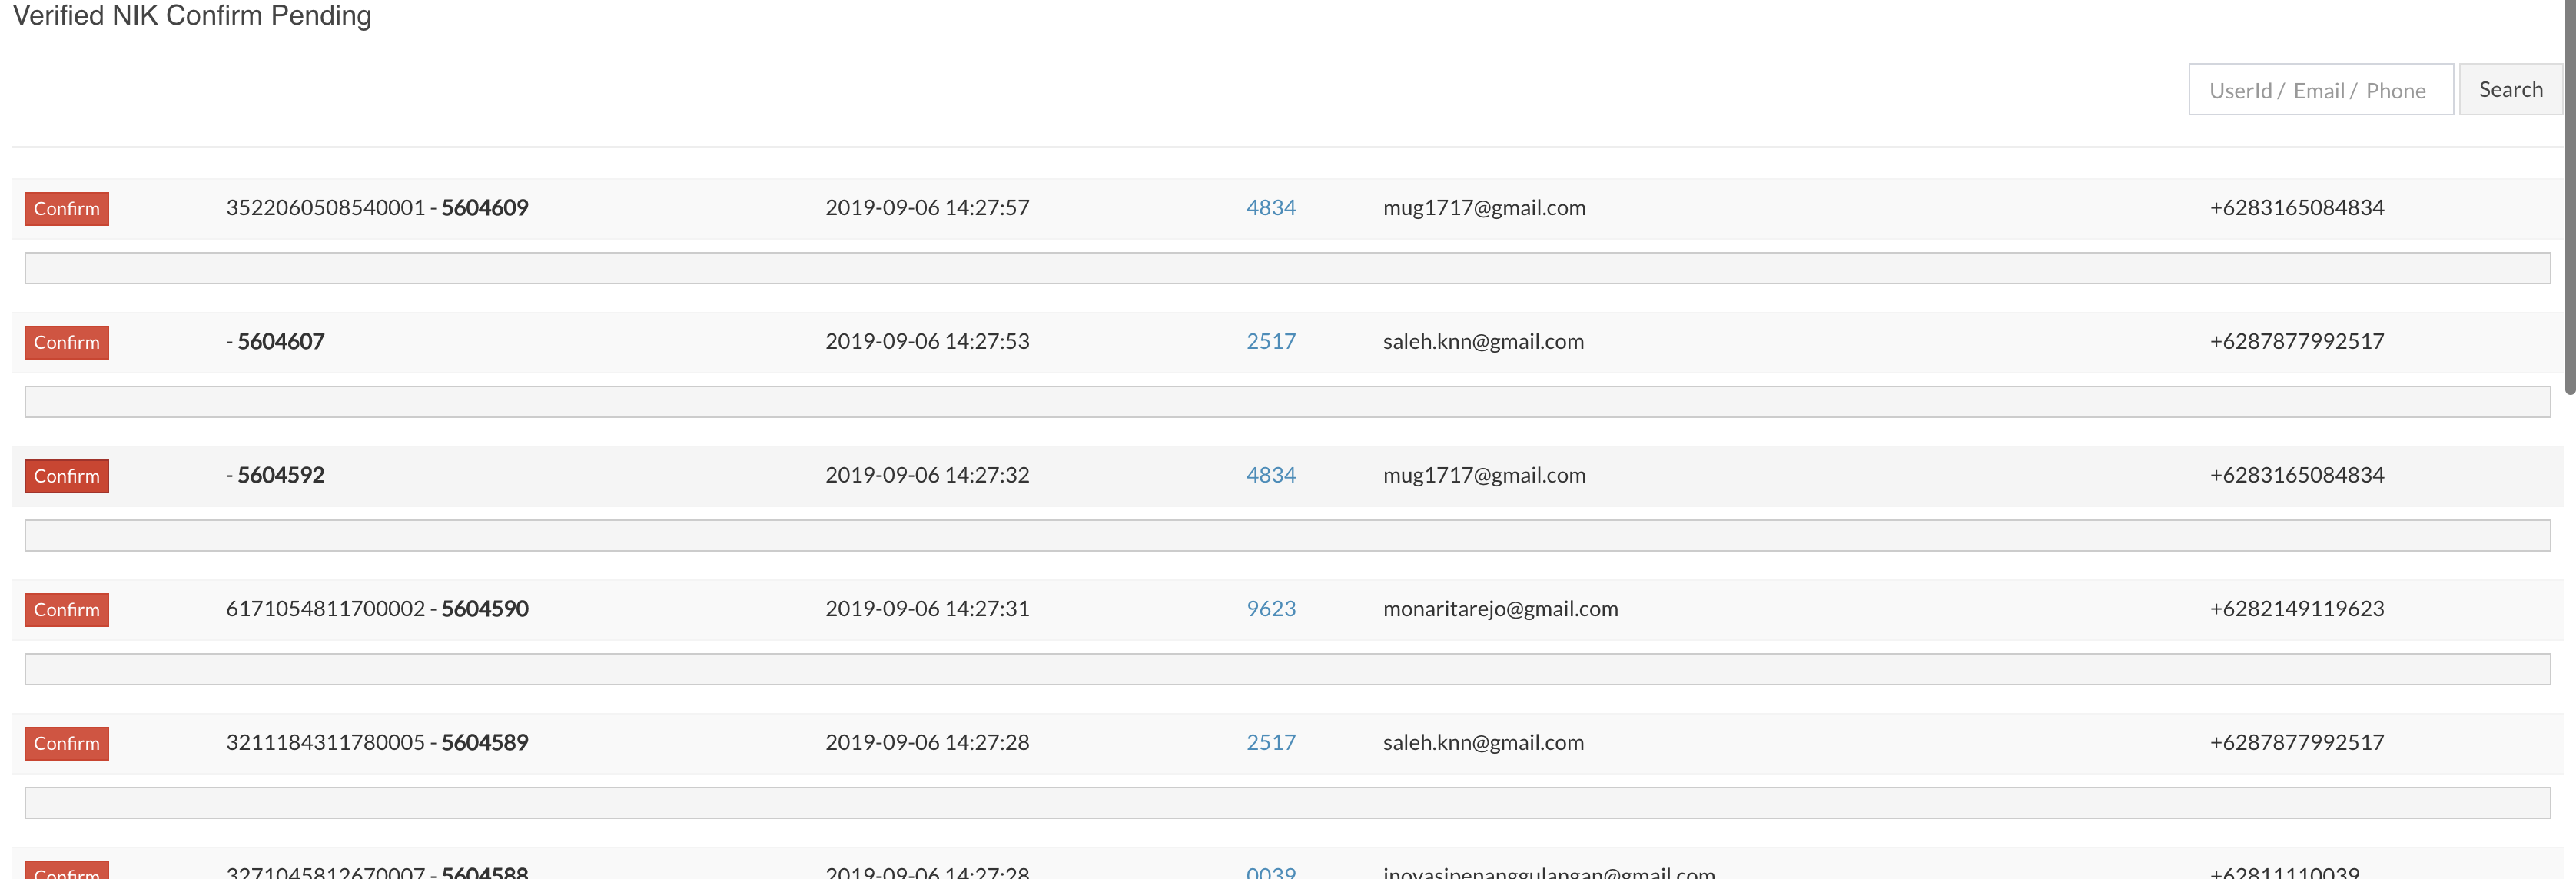 Verified NIK Confirm Pending
UserId / Email / Phone Search
Confirm 3522060508540001 - 5604609 2019-09-06 14:27:57 4834 mug1717@gmail.com +6283165084834
Confirm - 5604607 2019-09-06 14:27:53 2517 saleh.knn@gmail.com +6287877992517
Confirm - 5604592 2019-09-06 14:27:32 4834 mug1717@gmail.com +6283165084834
Confirm 6171054811700002 - 5604590 2019-09-06 14:27:31 9623 monaritarejo@gmail.com +6282149119623
Confirm 3211184311780005 - 5604589 2019-09-06 14:27:28 2517 saleh.knn@gmail.com +6287877992517
Confirm 3271045812670007 - 5604588 2019-09-06 14:27:28 0039 inovasipenanggulangan@gmail.com +62811110039